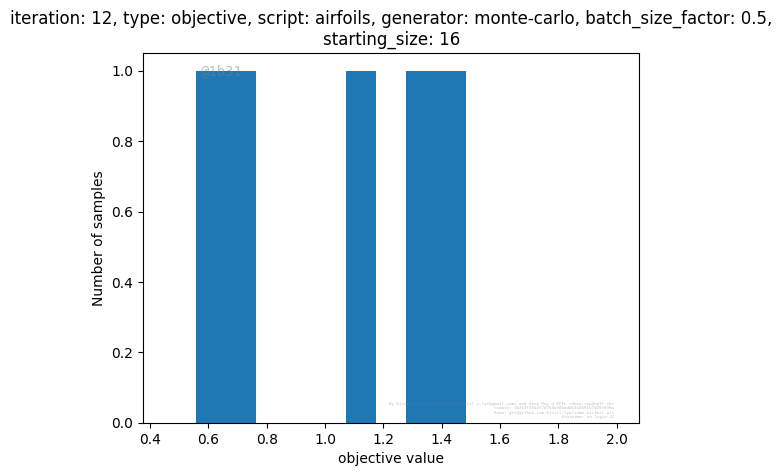 iteration: 12, type: objective, script: airfoils, generator: monte-carlo, batch_size_factor: 0.5,
starting_size: 16
@1b31
1.0
0.8
0.6
0.4
0.2
0.0
Number of samples
0.4 0.6 0.8 1.0 1.2 1.4 1.6 1.8 2.0
objective value